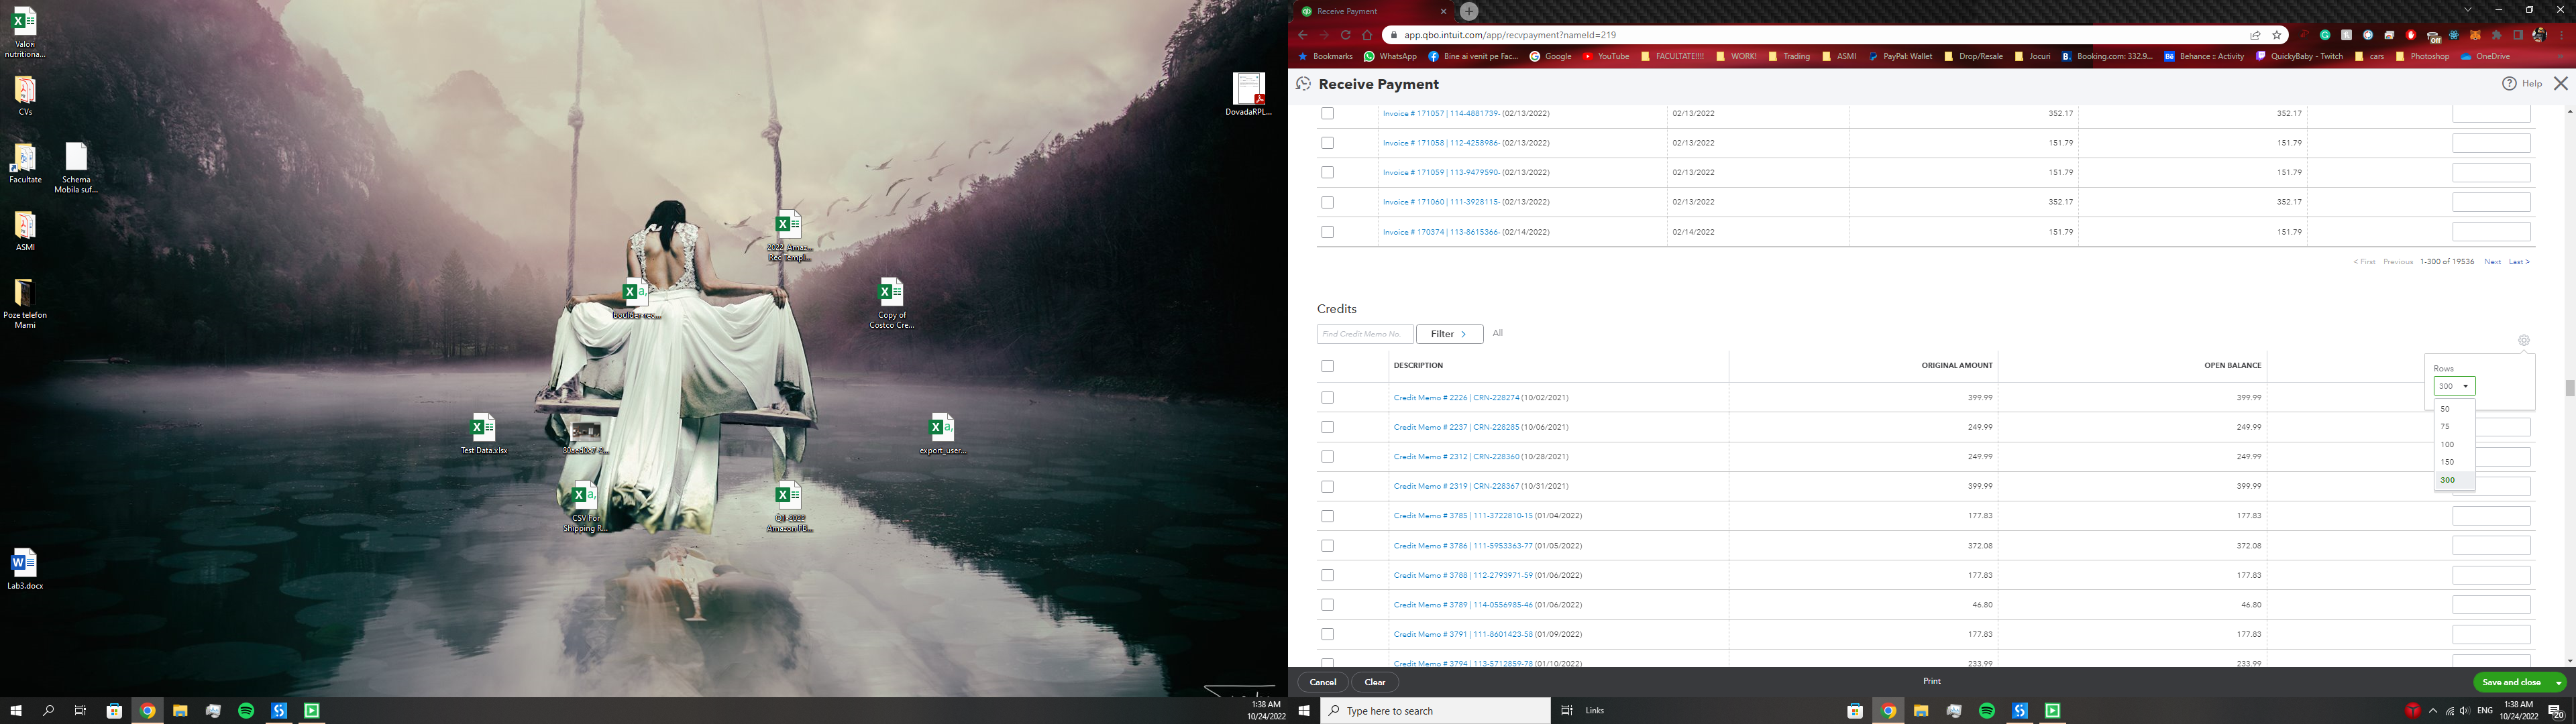 Valori
nutritiona...
CVs
Facultate
Schema
Mobila suf...
ASMI
Poze telefon
Mami
Lab3.docx
DovadaRPL...
2022_Amaz...
Rec Templ...
boulder rec...
Copy of
Costco Cre...
Test Data.xlsx
export_user...
CSV For
Shipping R...
Q1 2022
Amazon FB...
1:38 AM
10/24/2022
Receive Payment
app.qbo.intuit.com/app/recvpayment?nameId=219
Off
Bookmarks WhatsApp Bine ai venit pe Fac... Google YouTube FACULTATE!!!! WORK! Trading ASMI PayPal: Wallet Drop/Resale Jocuri Booking.com: 332.9... Behance :: Activity QuickyBaby - Twitch cars Photoshop OneDrive
Receive Payment Help
Invoice # 171057 | 114-4881739- (02/13/2022) 352.17 352.17
Invoice # 171058 | 112-4258986- (02/13/2022) 02/13/2022 151.79 151.79
Invoice # 171059 | 113-9479590- (02/13/2022) 02/13/2022 151.79 151.79
Invoice # 171060 | 111-3928115- (02/13/2022) 02/13/2022 352.17 352.17
Invoice # 170374 | 113-8615366- (02/14/2022) 02/14/2022 151.79 151.79
< First Previous 1-300 of 19536 Next Last >
Credits
Find Credit Memo No. Filter > All
DESCRIPTION ORIGINAL AMOUNT OPEN BALANCE
Rows
300
50
75
100
150
300
Credit Memo # 2226 | CRN-228274 (10/02/2021) 399.99 399.99
Credit Memo # 2237 | CRN-228285 (10/06/2021) 249.99 249.99
Credit Memo # 2312 | CRN-228360 (10/28/2021) 249.99 249.99
Credit Memo # 2319 | CRN-228367 (10/31/2021) 399.99 399.99
Credit Memo # 3785 | 111-3722810-15 (01/04/2022) 177.83 177.83
Credit Memo # 3786 | 111-5953363-77 (01/05/2022) 372.08 372.08
Credit Memo # 3788 | 112-2793971-59 (01/06/2022) 177.83 177.83
Credit Memo # 3789 | 114-0556985-46 (01/06/2022) 46.80 46.80
Credit Memo # 3791 | 111-8601423-58 (01/09/2022) 177.83 177.83
Credit Memo # 3794 | 113-5712859-78 (01/10/2022) 233.99 233.99
Cancel Clear Print Save and close
Type here to search Links ENG 1:38 AM
10/24/2022 20